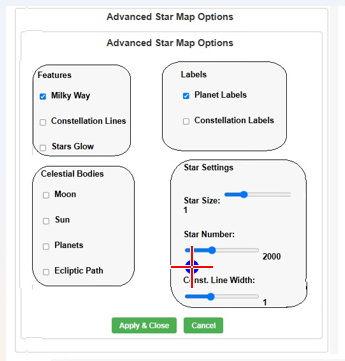 Advanced Star Map Options
Advanced Star Map Options
Features
Milky Way
Constellation Lines
Stars Glow
Labels
Planet Labels
Constellation Labels
Celestial Bodies
Moon
Sun
Planets
Ecliptic Path
Star Settings
Star Size:
1
Star Number:
2000
Const. Line Width:
1
Apply & Close
Cancel